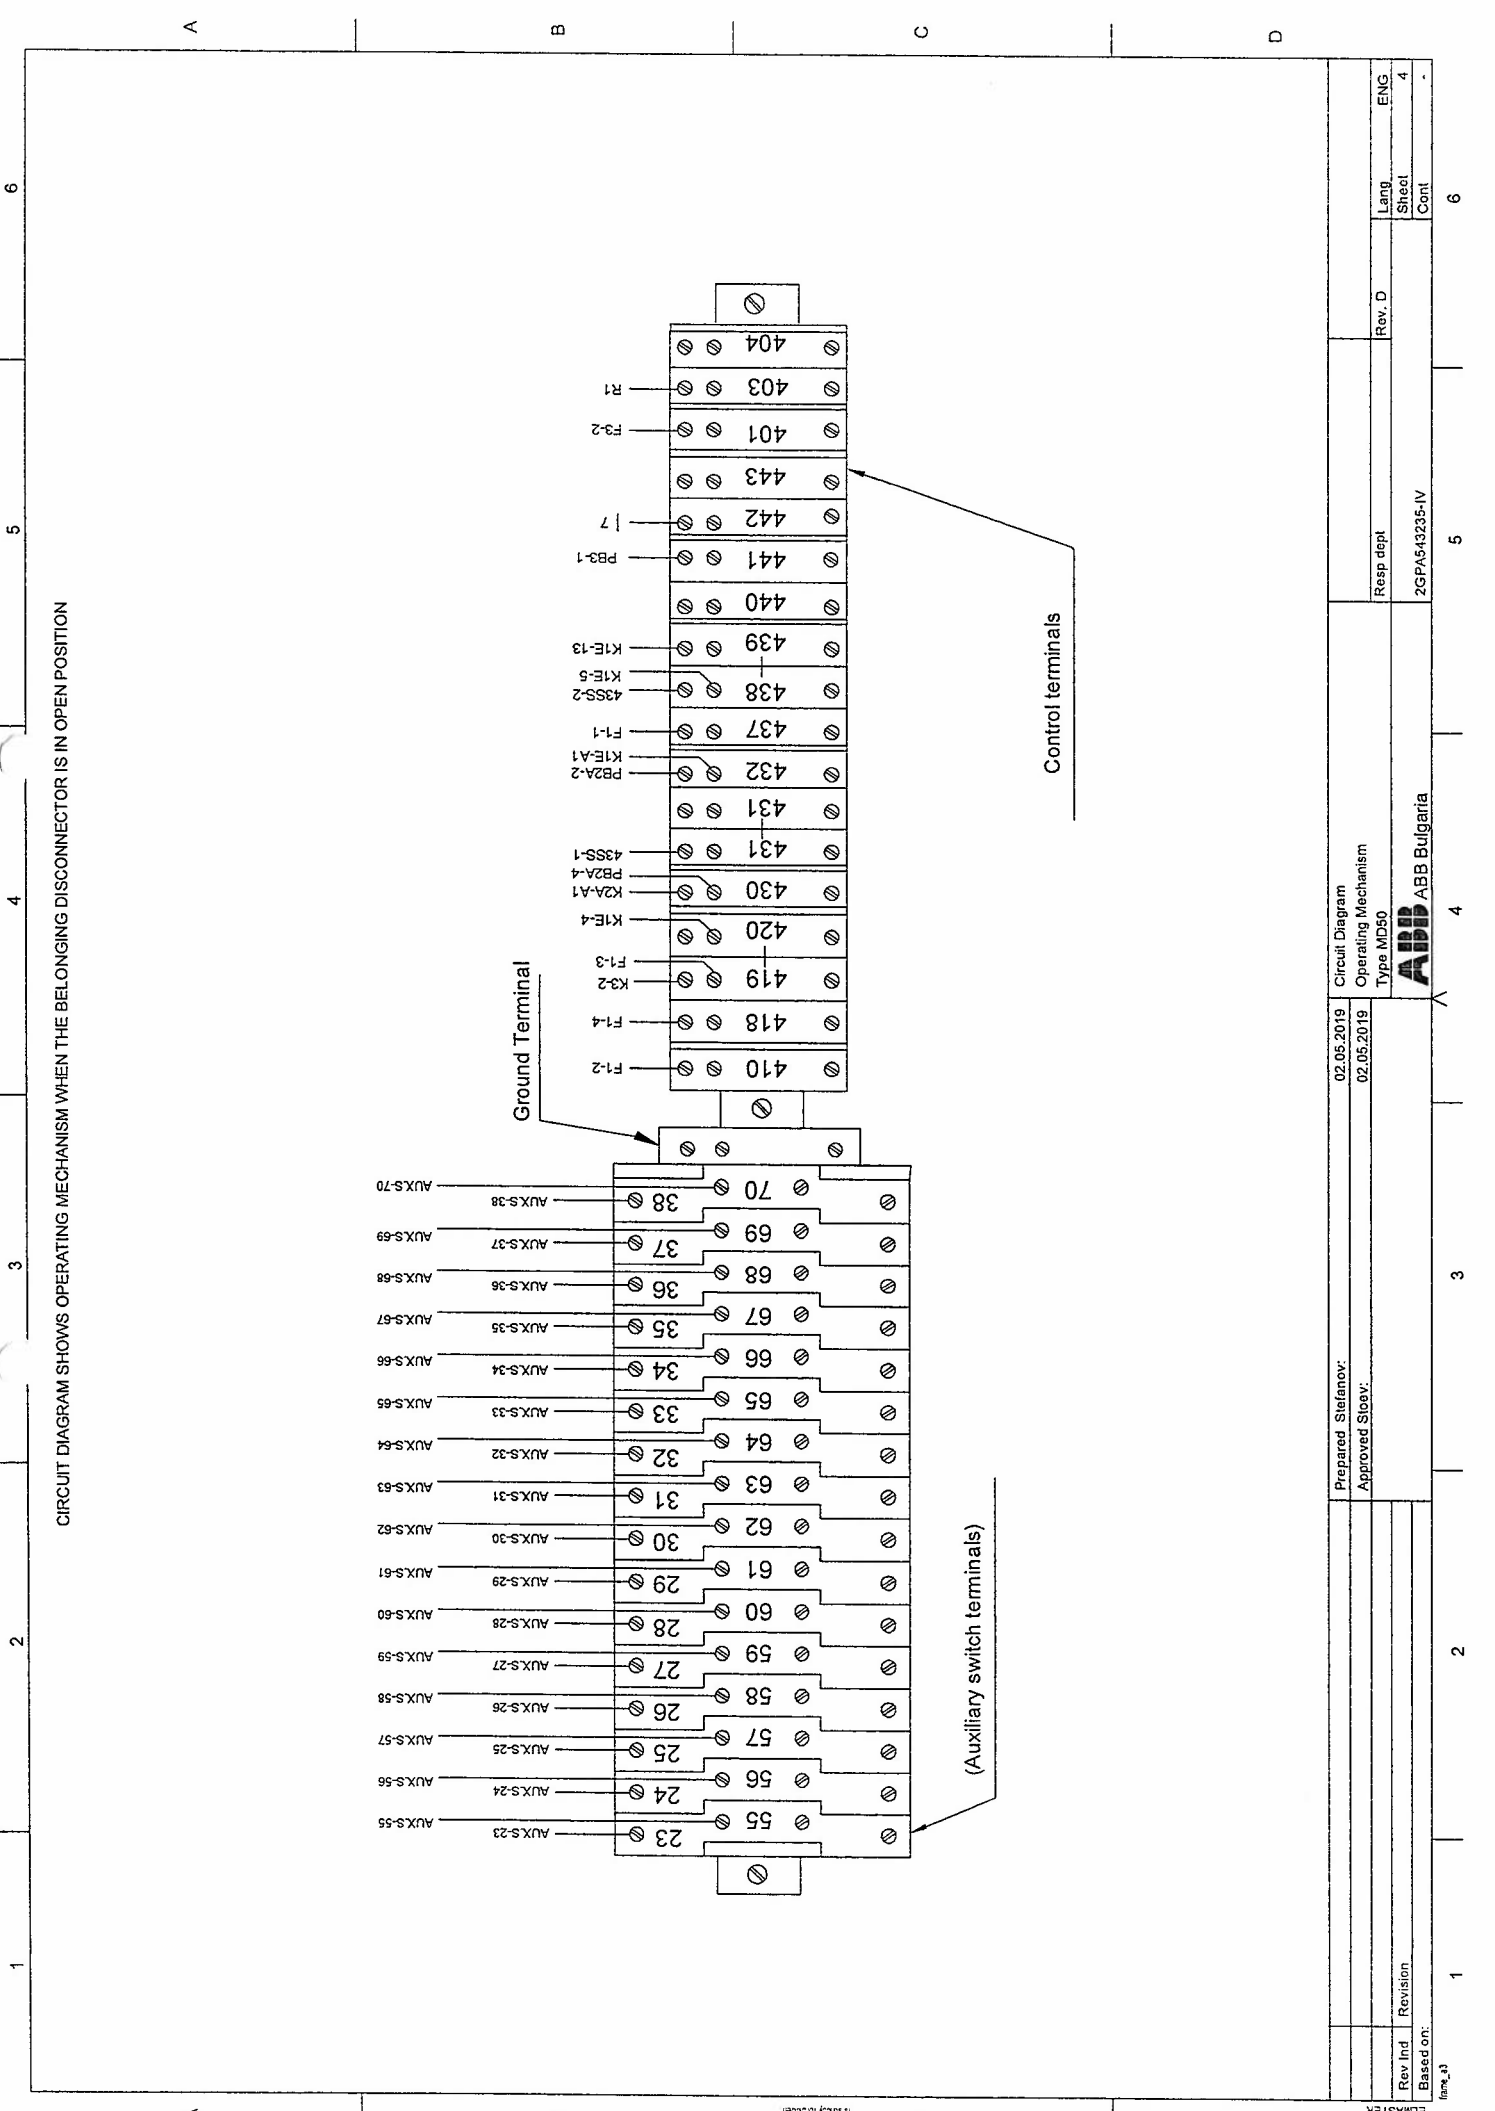 A
B
C
D
1
2
3
4
5
6
CIRCUIT DIAGRAM SHOWS OPERATING MECHANISM WHEN THE BELONGING DISCONNECTOR IS IN OPEN POSITION
AUX.S-55
AUX.S-56
AUX.S-57
AUX.S-58
AUX.S-59
AUX.S-60
AUX.S-61
AUX.S-62
AUX.S-63
AUX.S-64
AUX.S-65
AUX.S-66
AUX.S-67
AUX.S-68
AUX.S-69
AUX.S-70
AUX.S-23
AUX.S-24
AUX.S-25
AUX.S-26
AUX.S-27
AUX.S-28
AUX.S-29
AUX.S-30
AUX.S-31
AUX.S-32
AUX.S-33
AUX.S-34
AUX.S-35
AUX.S-36
AUX.S-37
AUX.S-38
23
24
25
26
27
28
29
30
31
32
33
34
35
36
37
38
55
56
57
58
59
60
61
62
63
64
65
66
67
68
69
70
(Auxiliary switch terminals)
Ground Terminal
F1-2
F1-4
K3-2
F1-3
K1E-4
K2A-A1
PB2A-4
43SS-1
PB2A-2
K1E-A1
F1-1
43SS-2
K1E-5
K1E-13
PB3-1
7
F3-2
R1
410
418
419
420
430
431
431
432
437
438
439
440
441
442
443
401
403
404
Control terminals
Prepared Stefanov:
02.05.2019
Approved Stoev:
02.05.2019
Circuit Diagram
Operating Mechanism
Type MD50
ABB ABB Bulgaria
Resp dept
Rev. D
Lang ENG
Sheet 4
Cont -
2GPA543235-IV
Rev Ind
Revision
Based on:
frame_a3
1
2
3
4
5
6